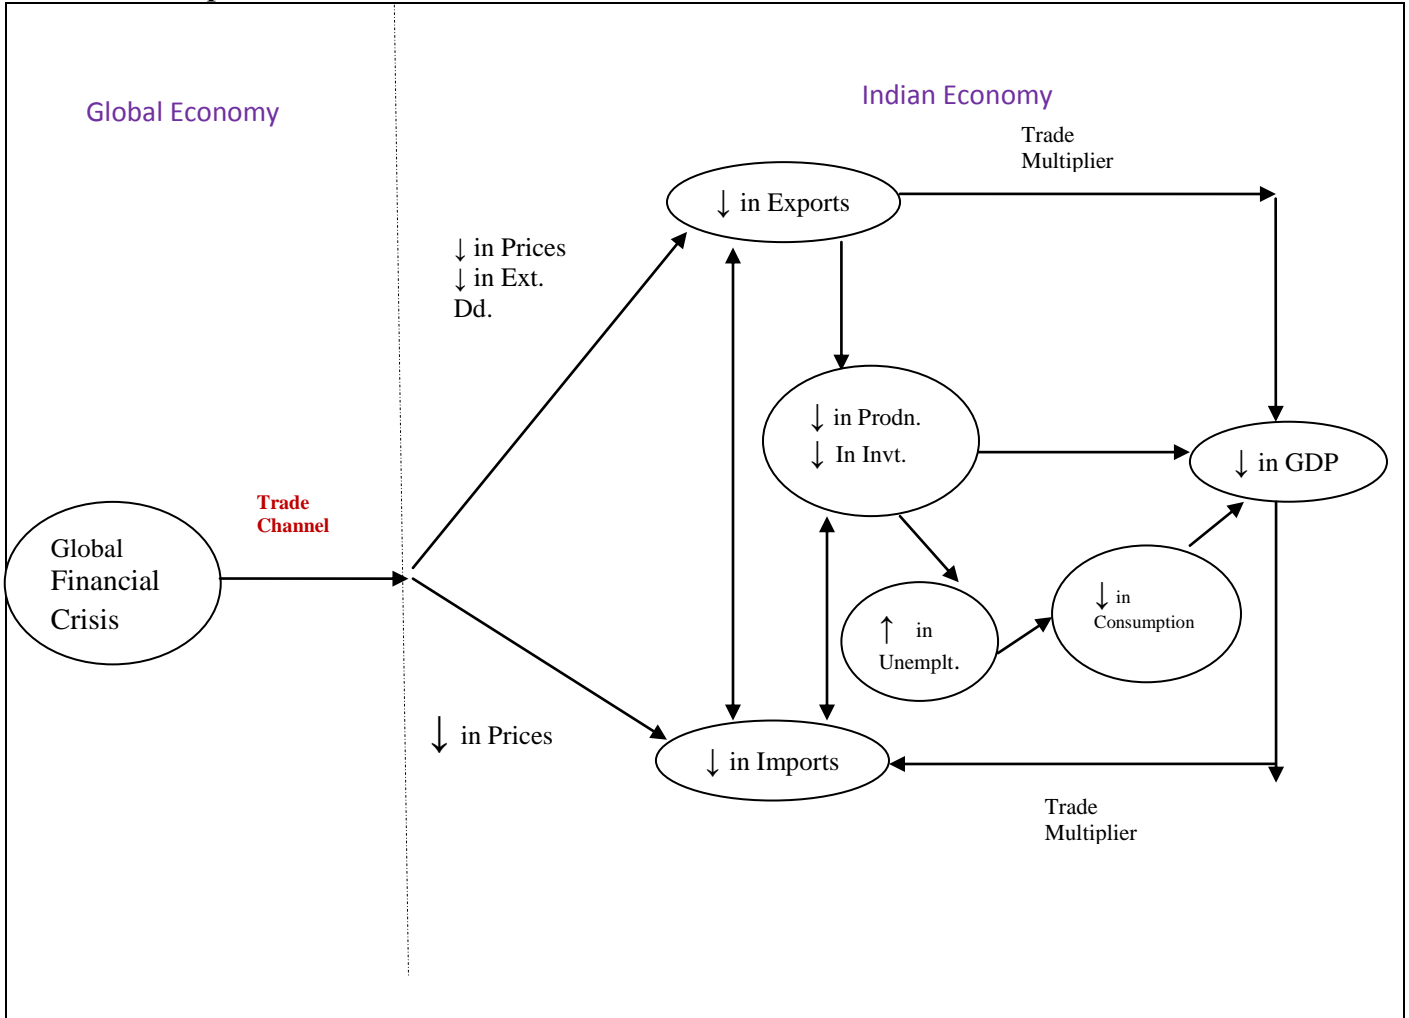 Global Economy
Indian Economy
Trade
Multiplier
↓ in Exports
↓ in Prices
↓ in Ext.
Dd.
↓ in Prodn.
↓ In Invt.
↓ in GDP
Trade
Channel
Global
Financial
Crisis
↓ in
Consumption
↑ in
Unemplt.
↓ in Prices
↓ in Imports
Trade
Multiplier